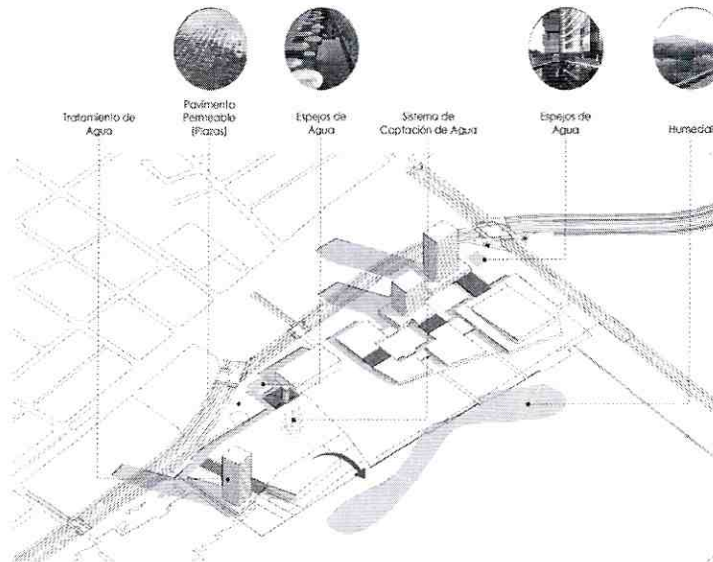 Tratamiento de
Agua
Pavimento
Permeable
(Plazas)
Espejos de
Agua
Sistema de
Captación de Agua
Espejos de
Agua
Humedal